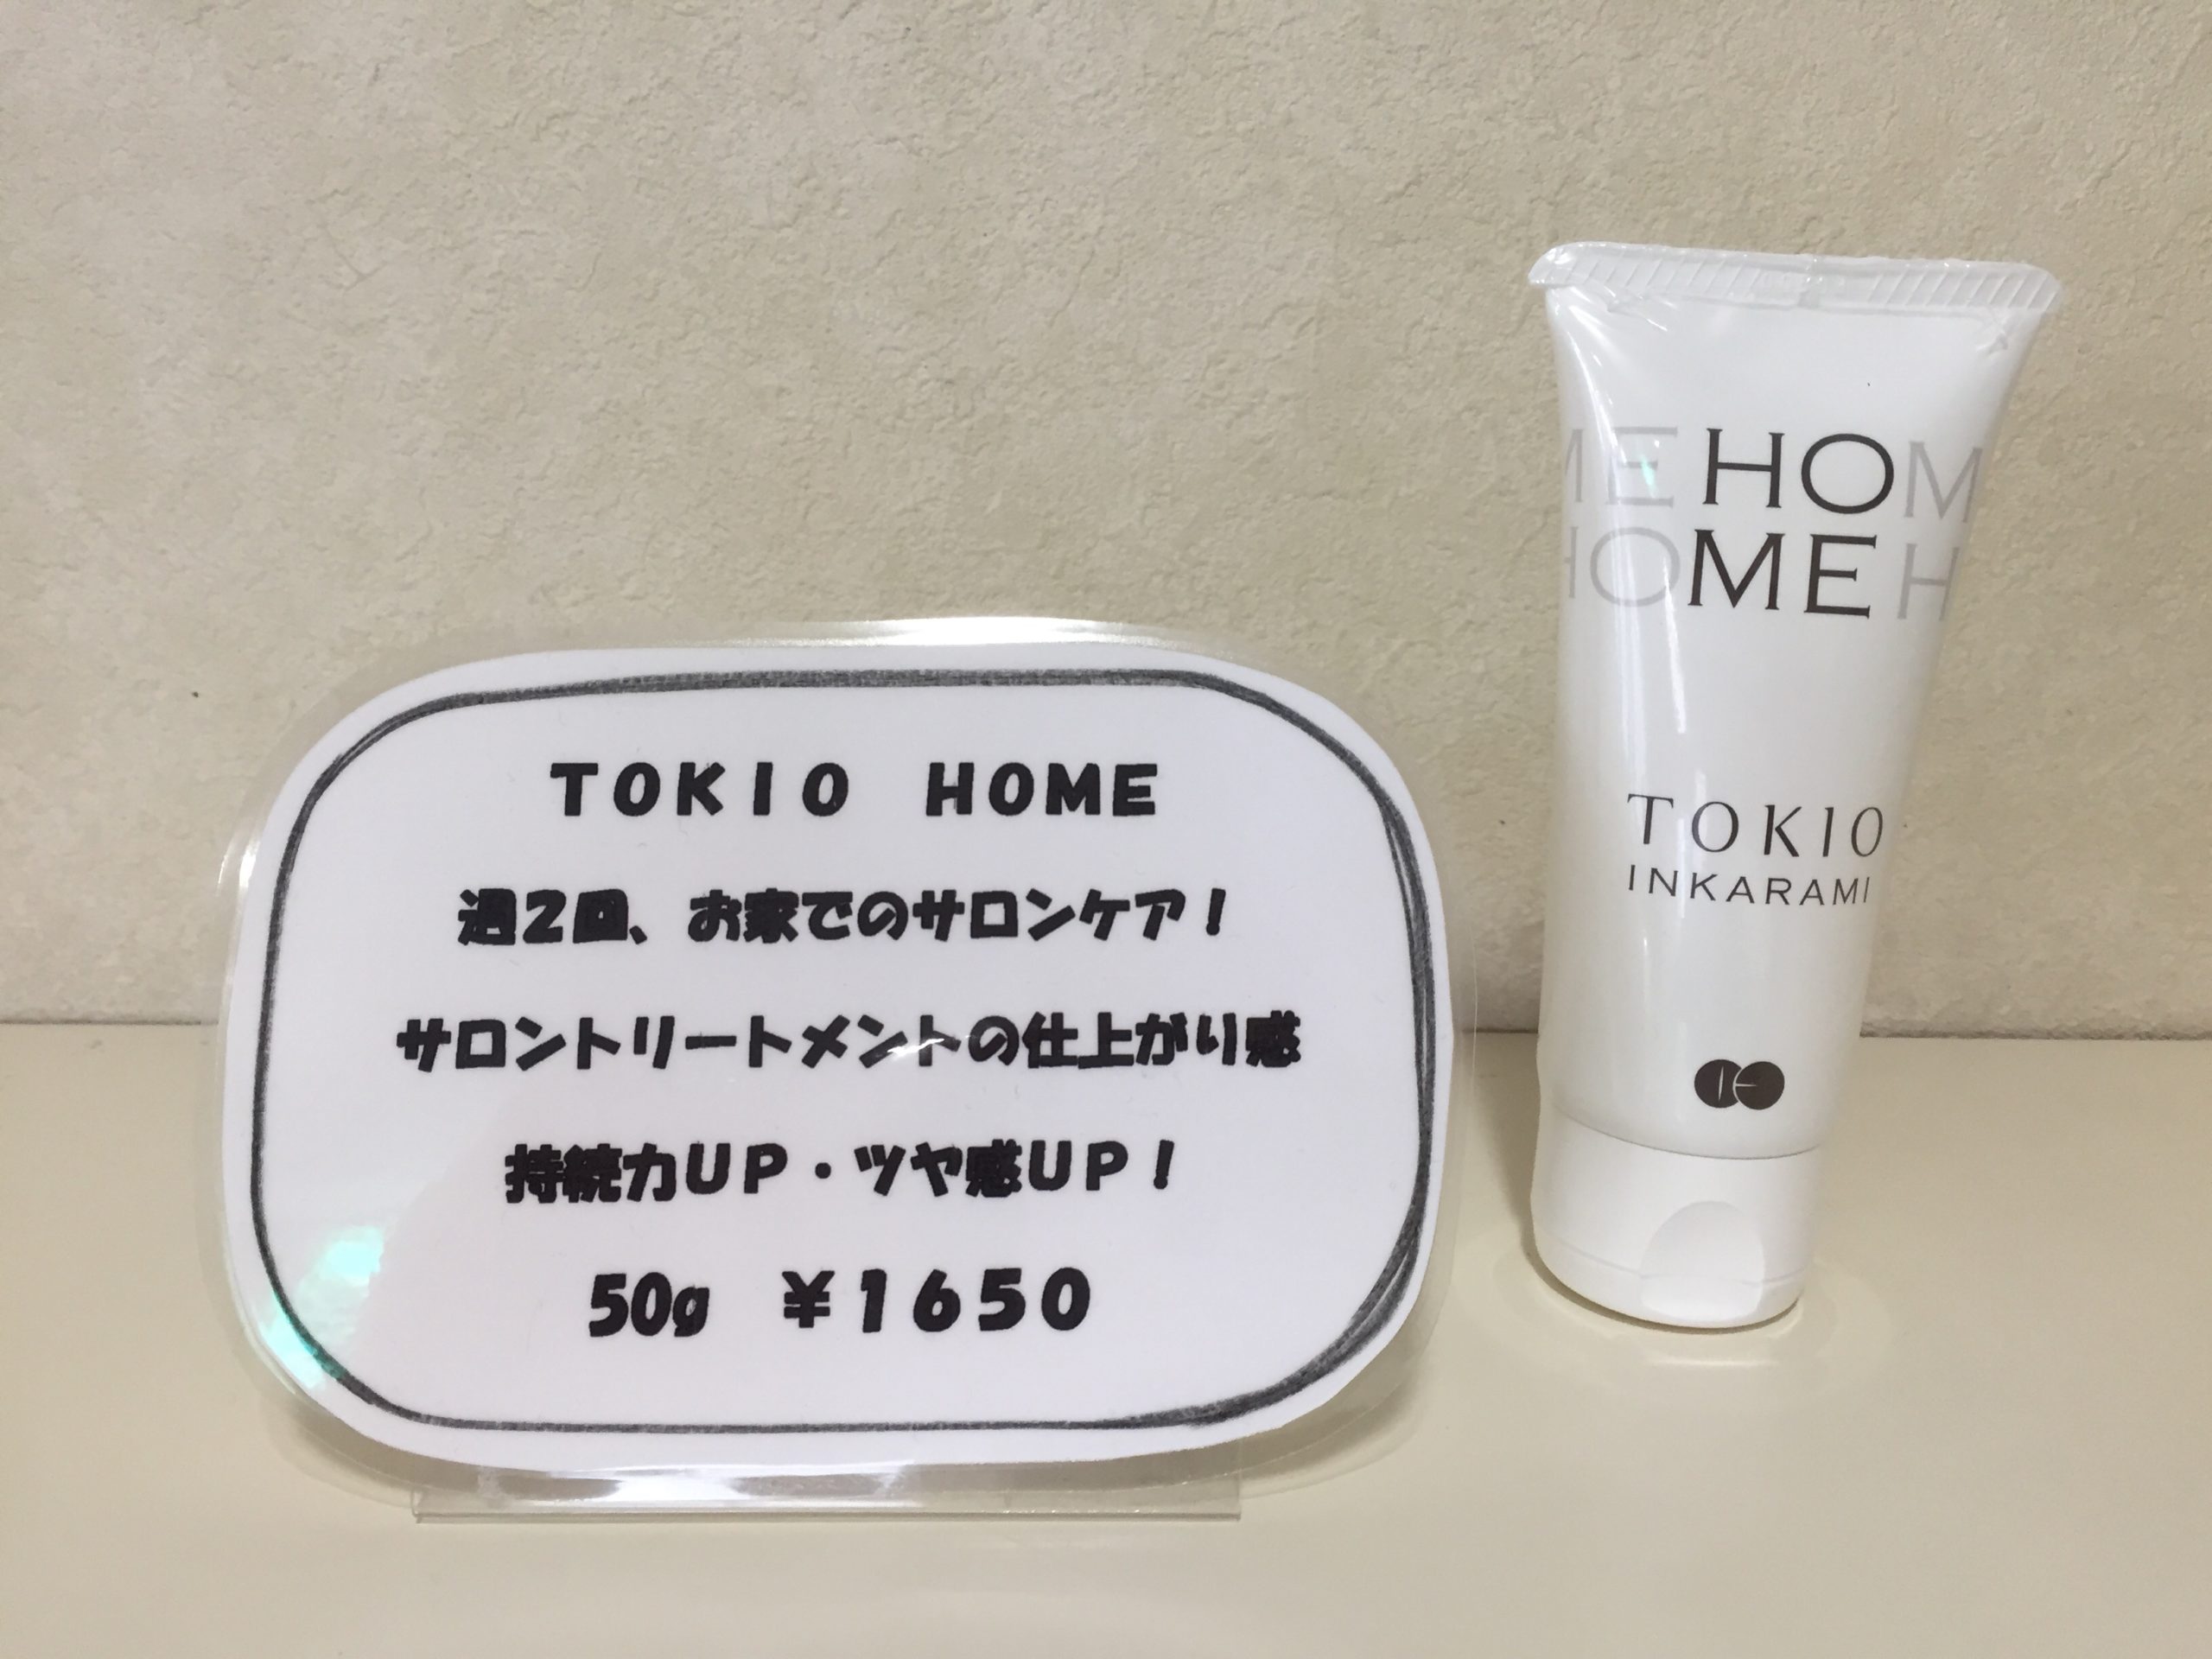 TOKIO HOME
週2回、お家でのサロンケア！
サロントリートメントの仕上がり感
持続力UP・ツヤ感UP！
50g ¥1650
ME HOM
HOME H
TOKIO
INKARAMI